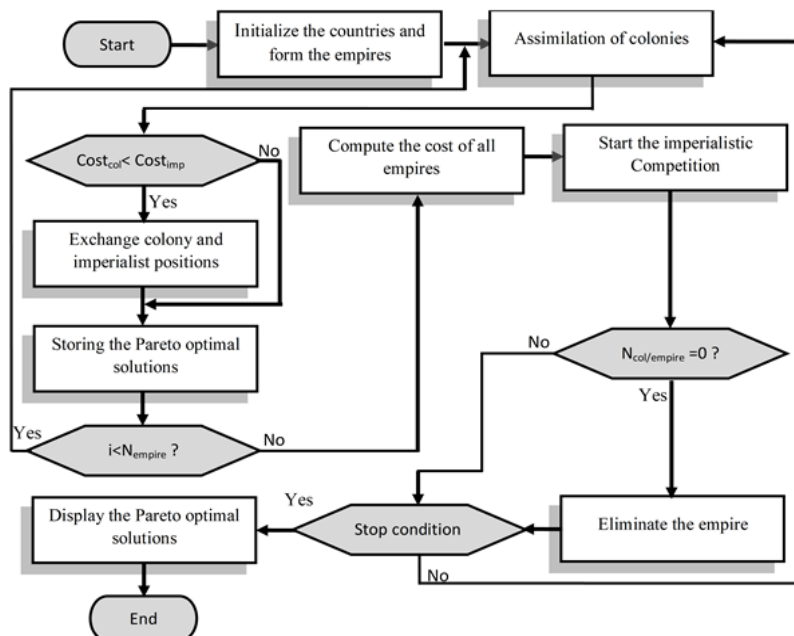 Start
Initialize the countries and
form the empires
Assimilation of colonies
Cost_col< Cost_imp
No
Yes
Compute the cost of all
empires
Start the imperialistic
Competition
Exchange colony and
imperialist positions
Storing the Pareto optimal
solutions
No
N_col/empire =0 ?
Yes
Yes
i<N_empire ?
No
Display the Pareto optimal
solutions
Yes
Stop condition
Eliminate the empire
No
End